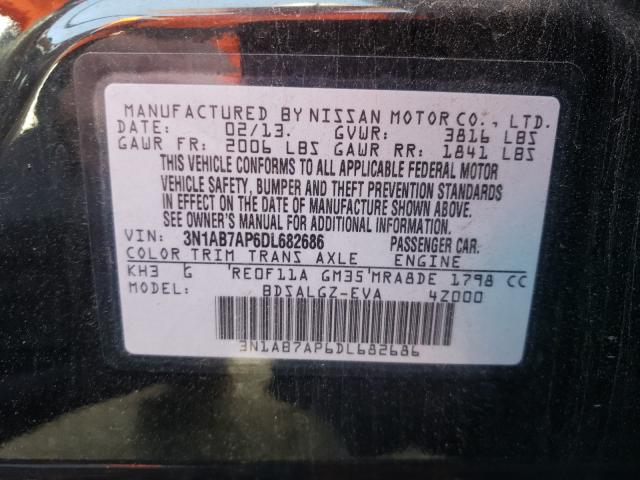 MANUFACTURED BY NISSAN MOTOR CO., LTD.
DATE: 02/13. GVWR: 3816 LBS
GAWR FR: 2006 LBS GAWR RR: 1841 LBS
THIS VEHICLE CONFORMS TO ALL APPLICABLE FEDERAL MOTOR
VEHICLE SAFETY, BUMPER AND THEFT PREVENTION STANDARDS
IN EFFECT ON THE DATE OF MANUFACTURE SHOWN ABOVE.
SEE OWNER'S MANUAL FOR ADDITIONAL INFORMATION.
VIN: 3N1AB7AP6DL682686 PASSENGER CAR.
COLOR TRIM TRANS AXLE ENGINE
KH3 G 'RE0F11A GM35'MRA8DE 1798 CC
MODEL: BDSALGZ-EVA 4Z000
3N1AB7AP6DL682686